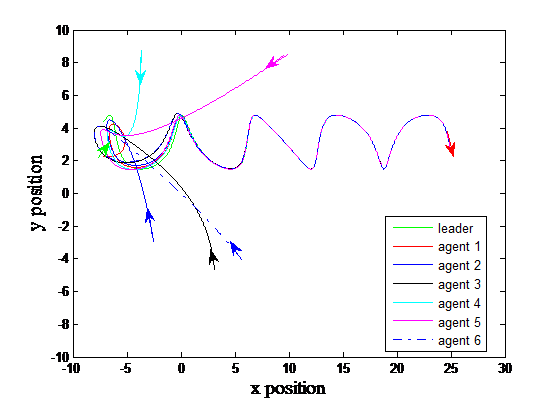 10
8
6
4
2
0
-2
-4
-6
-8
-10
y position
-10
-5
0
5
10
15
20
25
30
x position
leader
agent 1
agent 2
agent 3
agent 4
agent 5
agent 6